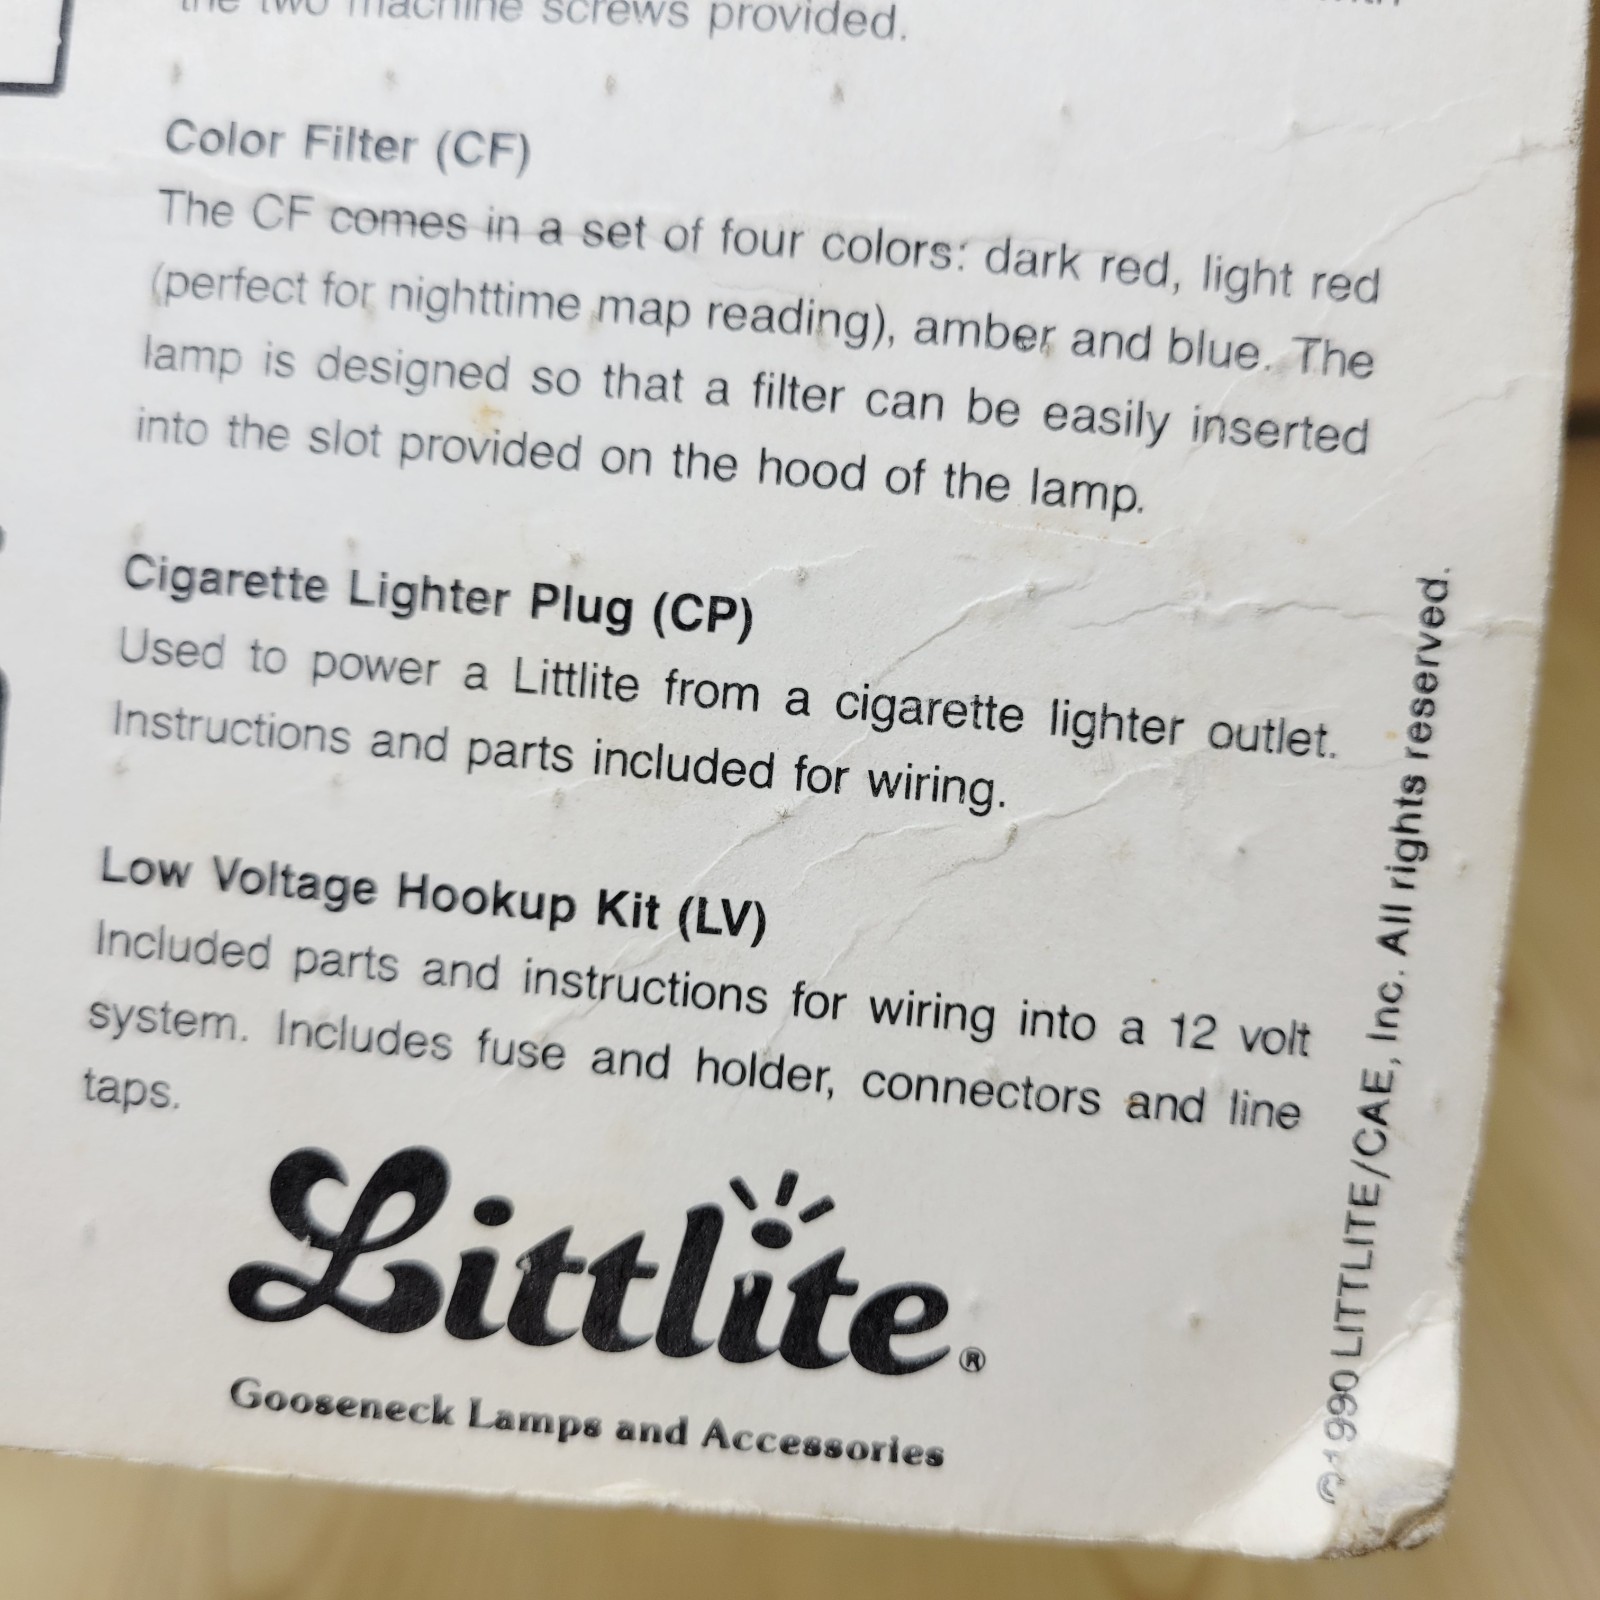 the two machine screws provided.
Color Filter (CF)
The CF comes in a set of four colors: dark red, light red
(perfect for nighttime map reading), amber and blue. The
lamp is designed so that a filter can be easily inserted
into the slot provided on the hood of the lamp.
Cigarette Lighter Plug (CP)
Used to power a Littlite from a cigarette lighter outlet.
Instructions and parts included for wiring.
Low Voltage Hookup Kit (LV)
Included parts and instructions for wiring into a 12 volt
system. Includes fuse and holder, connectors and line
taps.
Littlite®
Gooseneck Lamps and Accessories
©1990 LITTLITE/CAE, Inc. All rights reserved.